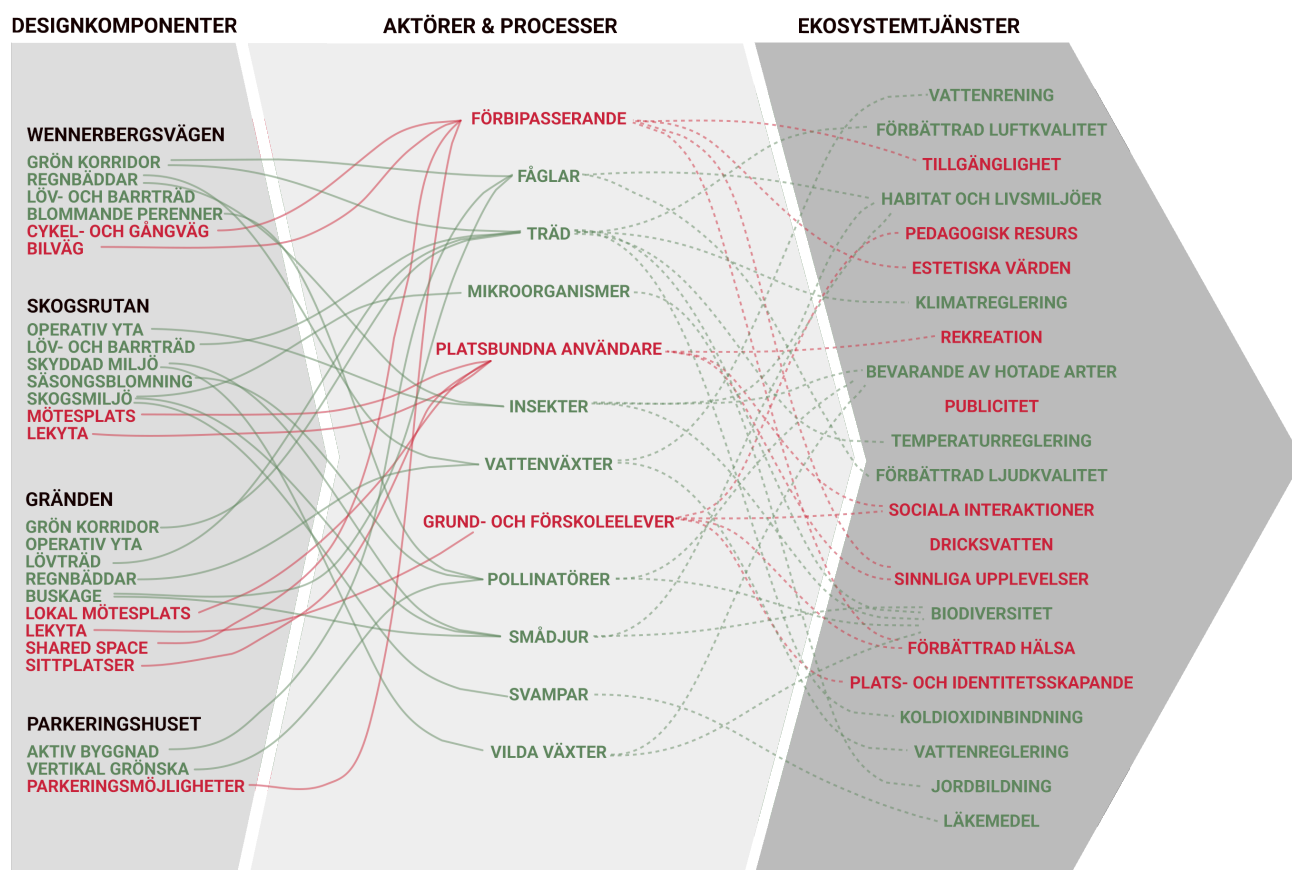 DESIGNKOMPONENTER
WENNERBERGSVÄGEN
GRÖN KORRIDOR
REGNBÄDDAR
LÖV- OCH BARRTRÄD
BLOMMANDE PERENNER
CYKEL- OCH GÅNGVÄG
BILVÄG
SKOGSRUTAN
OPERATIV YTA
LÖV- OCH BARRTRÄD
SKYDDAD MILJÖ
SÄSONGSBLOMNING
SKOGSMILJÖ
MÖTESPLATS
LEKYTA
GRÄNDEN
GRÖN KORRIDOR
OPERATIV YTA
LÖVTRÄD
REGNBÄDDAR
BUSKAGE
LOKAL MÖTESPLATS
LEKYTA
SHARED SPACE
SITTPLATSER
PARKERINGSHUSET
AKTIV BYGGNAD
VERTIKAL GRÖNSKA
PARKERINGSMÖJLIGHETER
AKTÖRER & PROCESSER
FÖRBIPASSERANDE
FÅGLAR
TRÄD
MIKROORGANISMER
PLATSBUNDNA ANVÄNDARE
INSEKTER
VATTENVÄXTER
GRUND- OCH FÖRSKOLEELEVER
POLLINATÖRER
SMÅDJUR
SVAMPAR
VILDA VÄXTER
EKOSYSTEMTJÄNSTER
VATTENRENING
FÖRBÄTTRAD LUFTKVALITET
TILLGÄNGLIGHET
HABITAT OCH LIVSMILJÖER
PEDAGOGISK RESURS
ESTETISKA VÄRDEN
KLIMATREGLERING
REKREATION
BEVARANDE AV HOTADE ARTER
PUBLICITET
TEMPERATURREGLERING
FÖRBÄTTRAD LJUDKVALITET
SOCIALA INTERAKTIONER
DRICKSVATTEN
SINNLIGA UPPLEVELSER
BIODIVERSITET
FÖRBÄTTRAD HÄLSA
PLATS- OCH IDENTITETSSKAPANDE
KOLDIOXIDINBINDNING
VATTENREGLERING
JORDBILDNING
LÄKEMEDEL